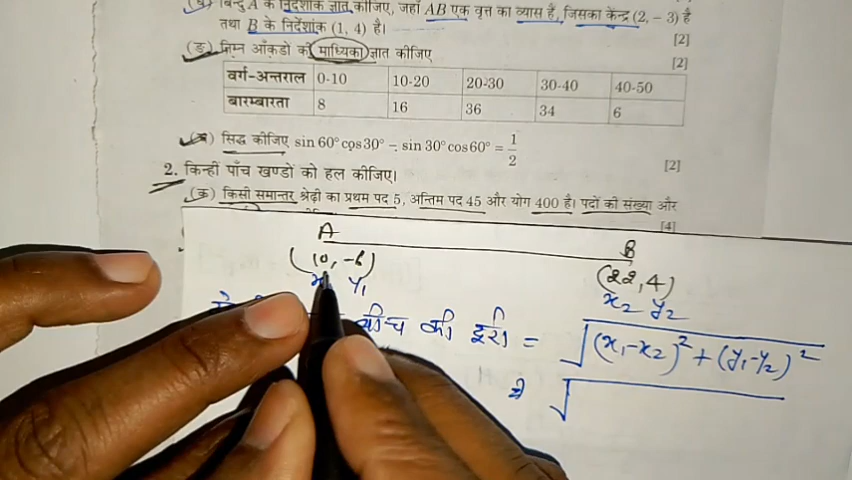 बिन्दु A के निर्देशांक ज्ञात कीजिए, जहाँ AB एक वृत्त का व्यास है, जिसका केन्द्र (2, – 3) है
तथा B के निर्देशांक (1, 4) है।
[2]
(ङ) निम्न आँकडो की माध्यिका ज्ञात कीजिए
[2]
वर्ग-अन्तराल 0-10 10-20 20-30 30-40 40-50
बारम्बारता 8 16 36 34 6
सिद्ध कीजिए sin 60° cos 30° – sin 30° cos 60° = 1/2
[2]
2. किन्हीं पाँच खण्डो को हल कीजिए।
(क) किसी समान्तर श्रेढ़ी का प्रथम पद 5, अन्तिम पद 45 और योग 400 है। पदों की संख्या और
[4]
A B
(10, -6) (22, 4)
y₁ x₂ y₂
बीच की दूरी = √(x₁-x₂)² + (y₁-y₂)²
⇒ √